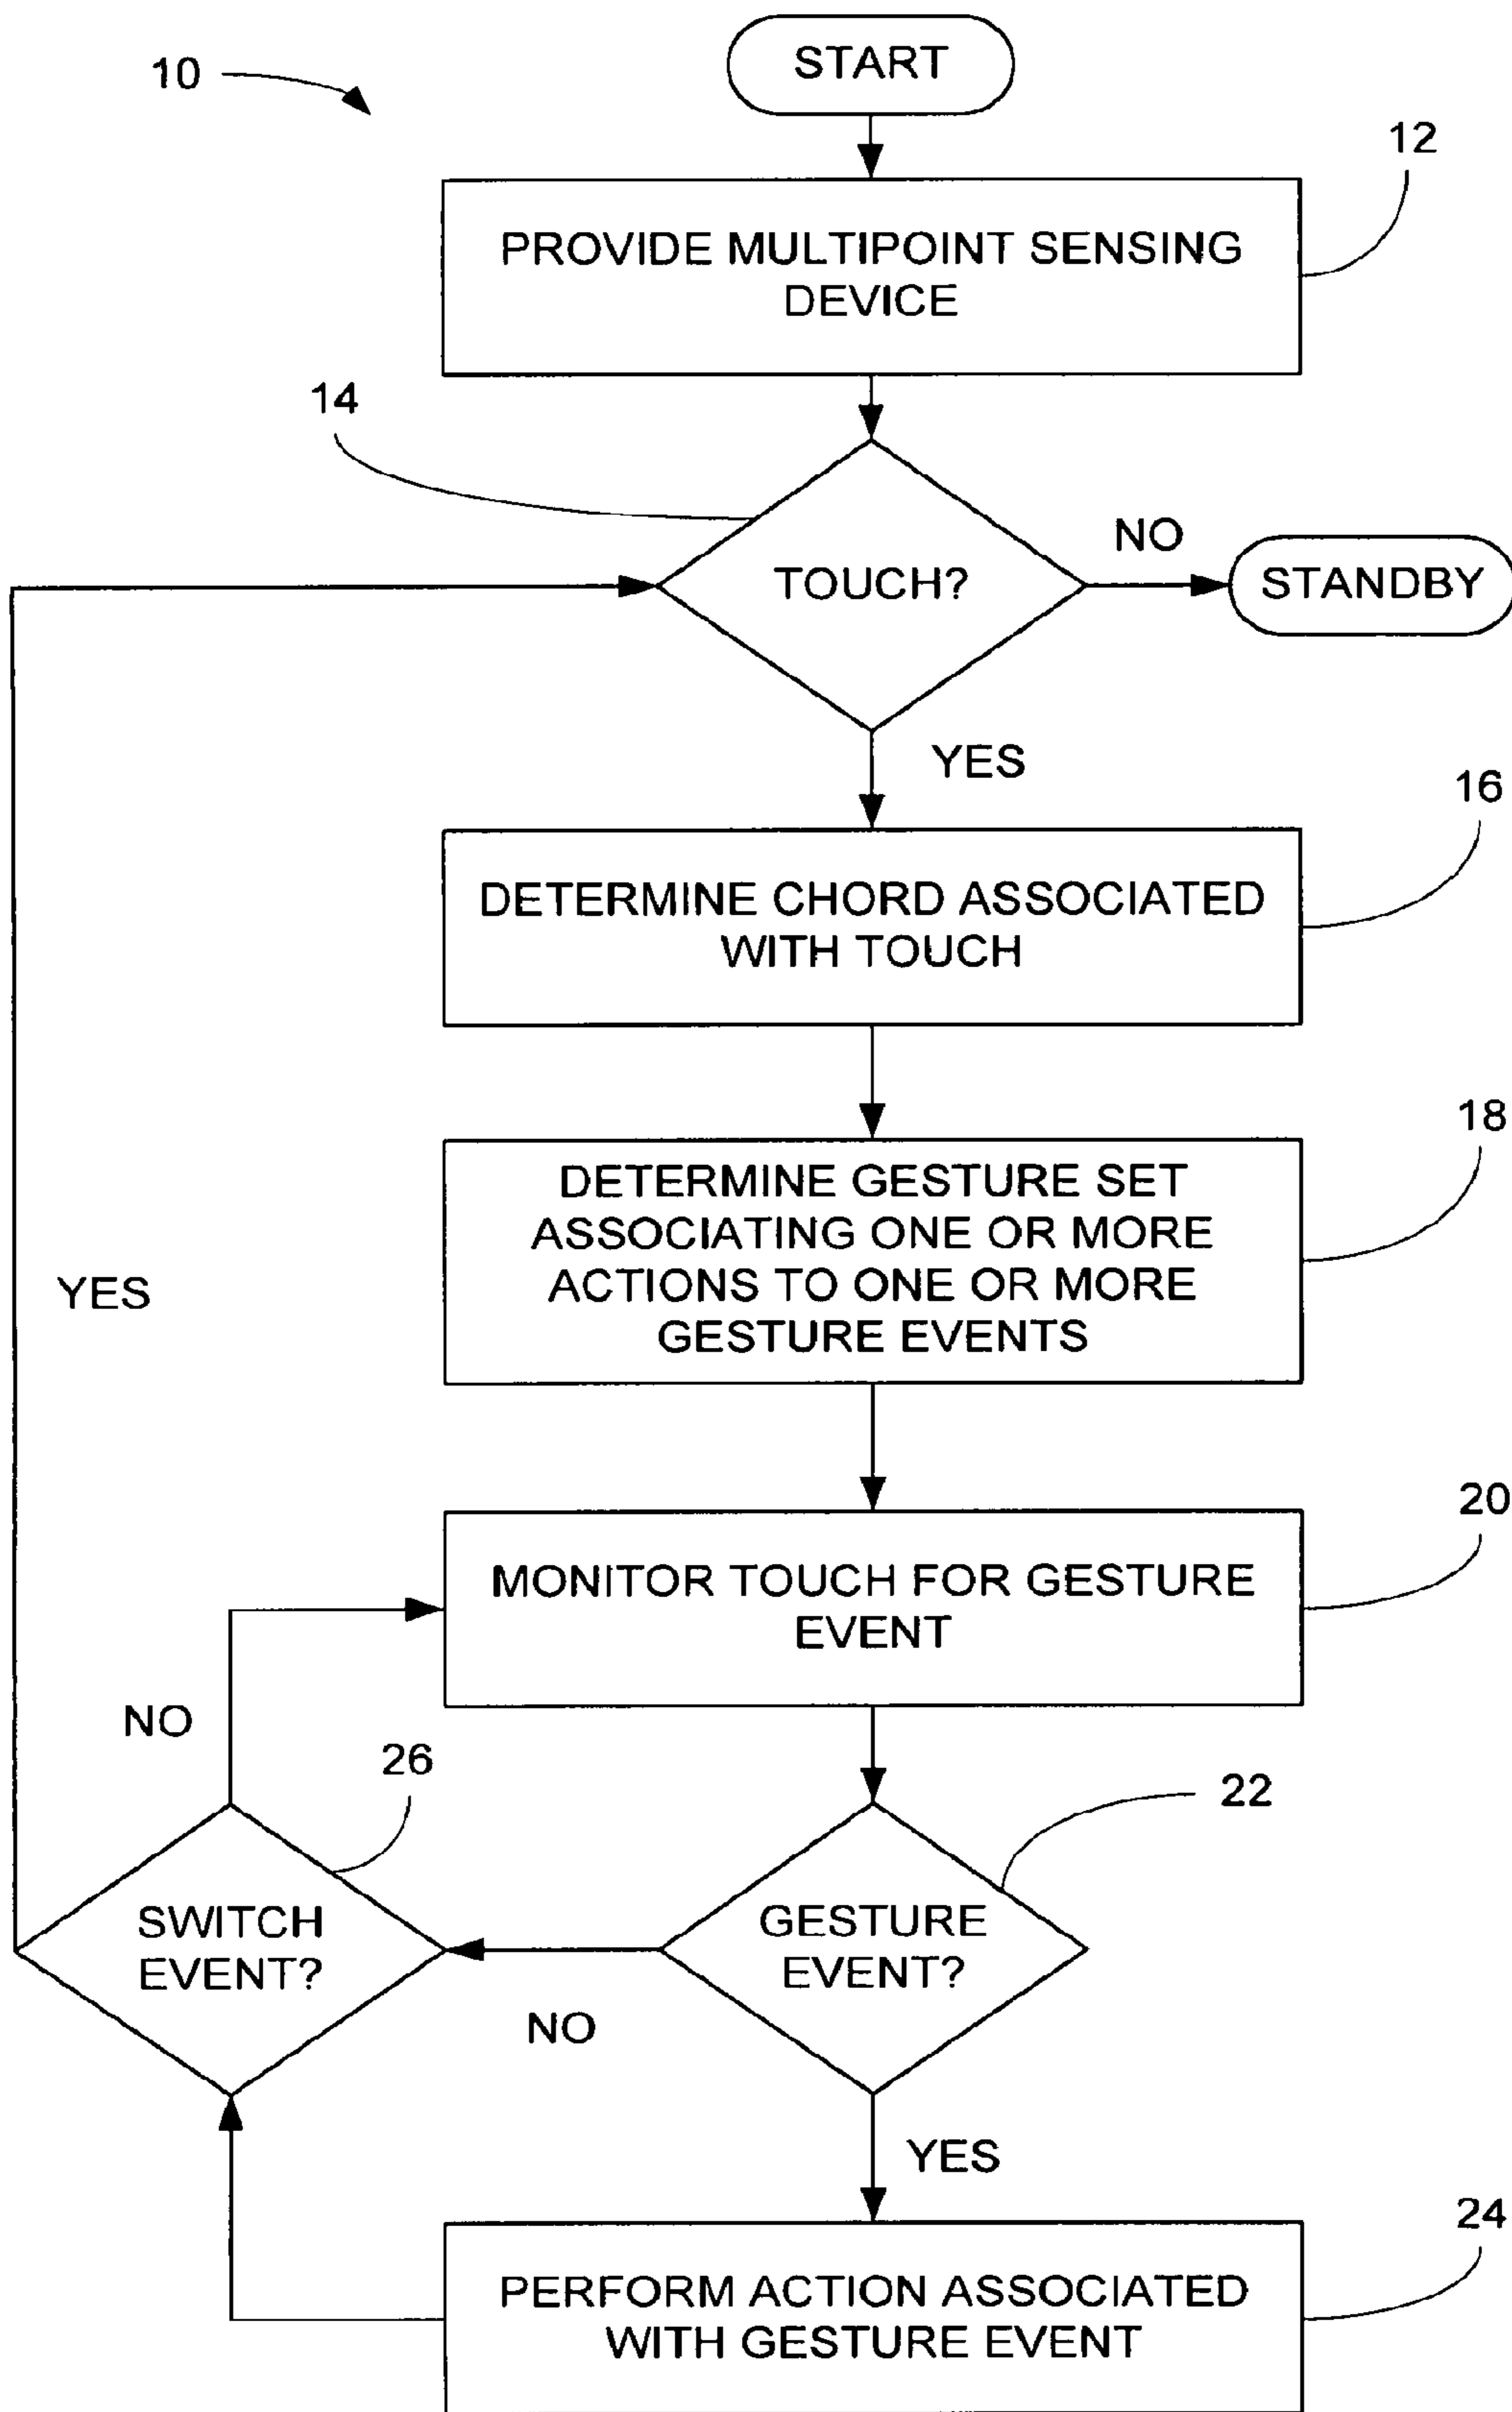 START
10
12
PROVIDE MULTIPOINT SENSING
DEVICE
14
NO
TOUCH?
STANDBY
YES
16
DETERMINE CHORD ASSOCIATED
WITH TOUCH
18
DETERMINE GESTURE SET
ASSOCIATING ONE OR MORE
ACTIONS TO ONE OR MORE
GESTURE EVENTS
YES
20
MONITOR TOUCH FOR GESTURE
EVENT
NO
26
22
SWITCH
EVENT?
GESTURE
EVENT?
NO
YES
24
PERFORM ACTION ASSOCIATED
WITH GESTURE EVENT